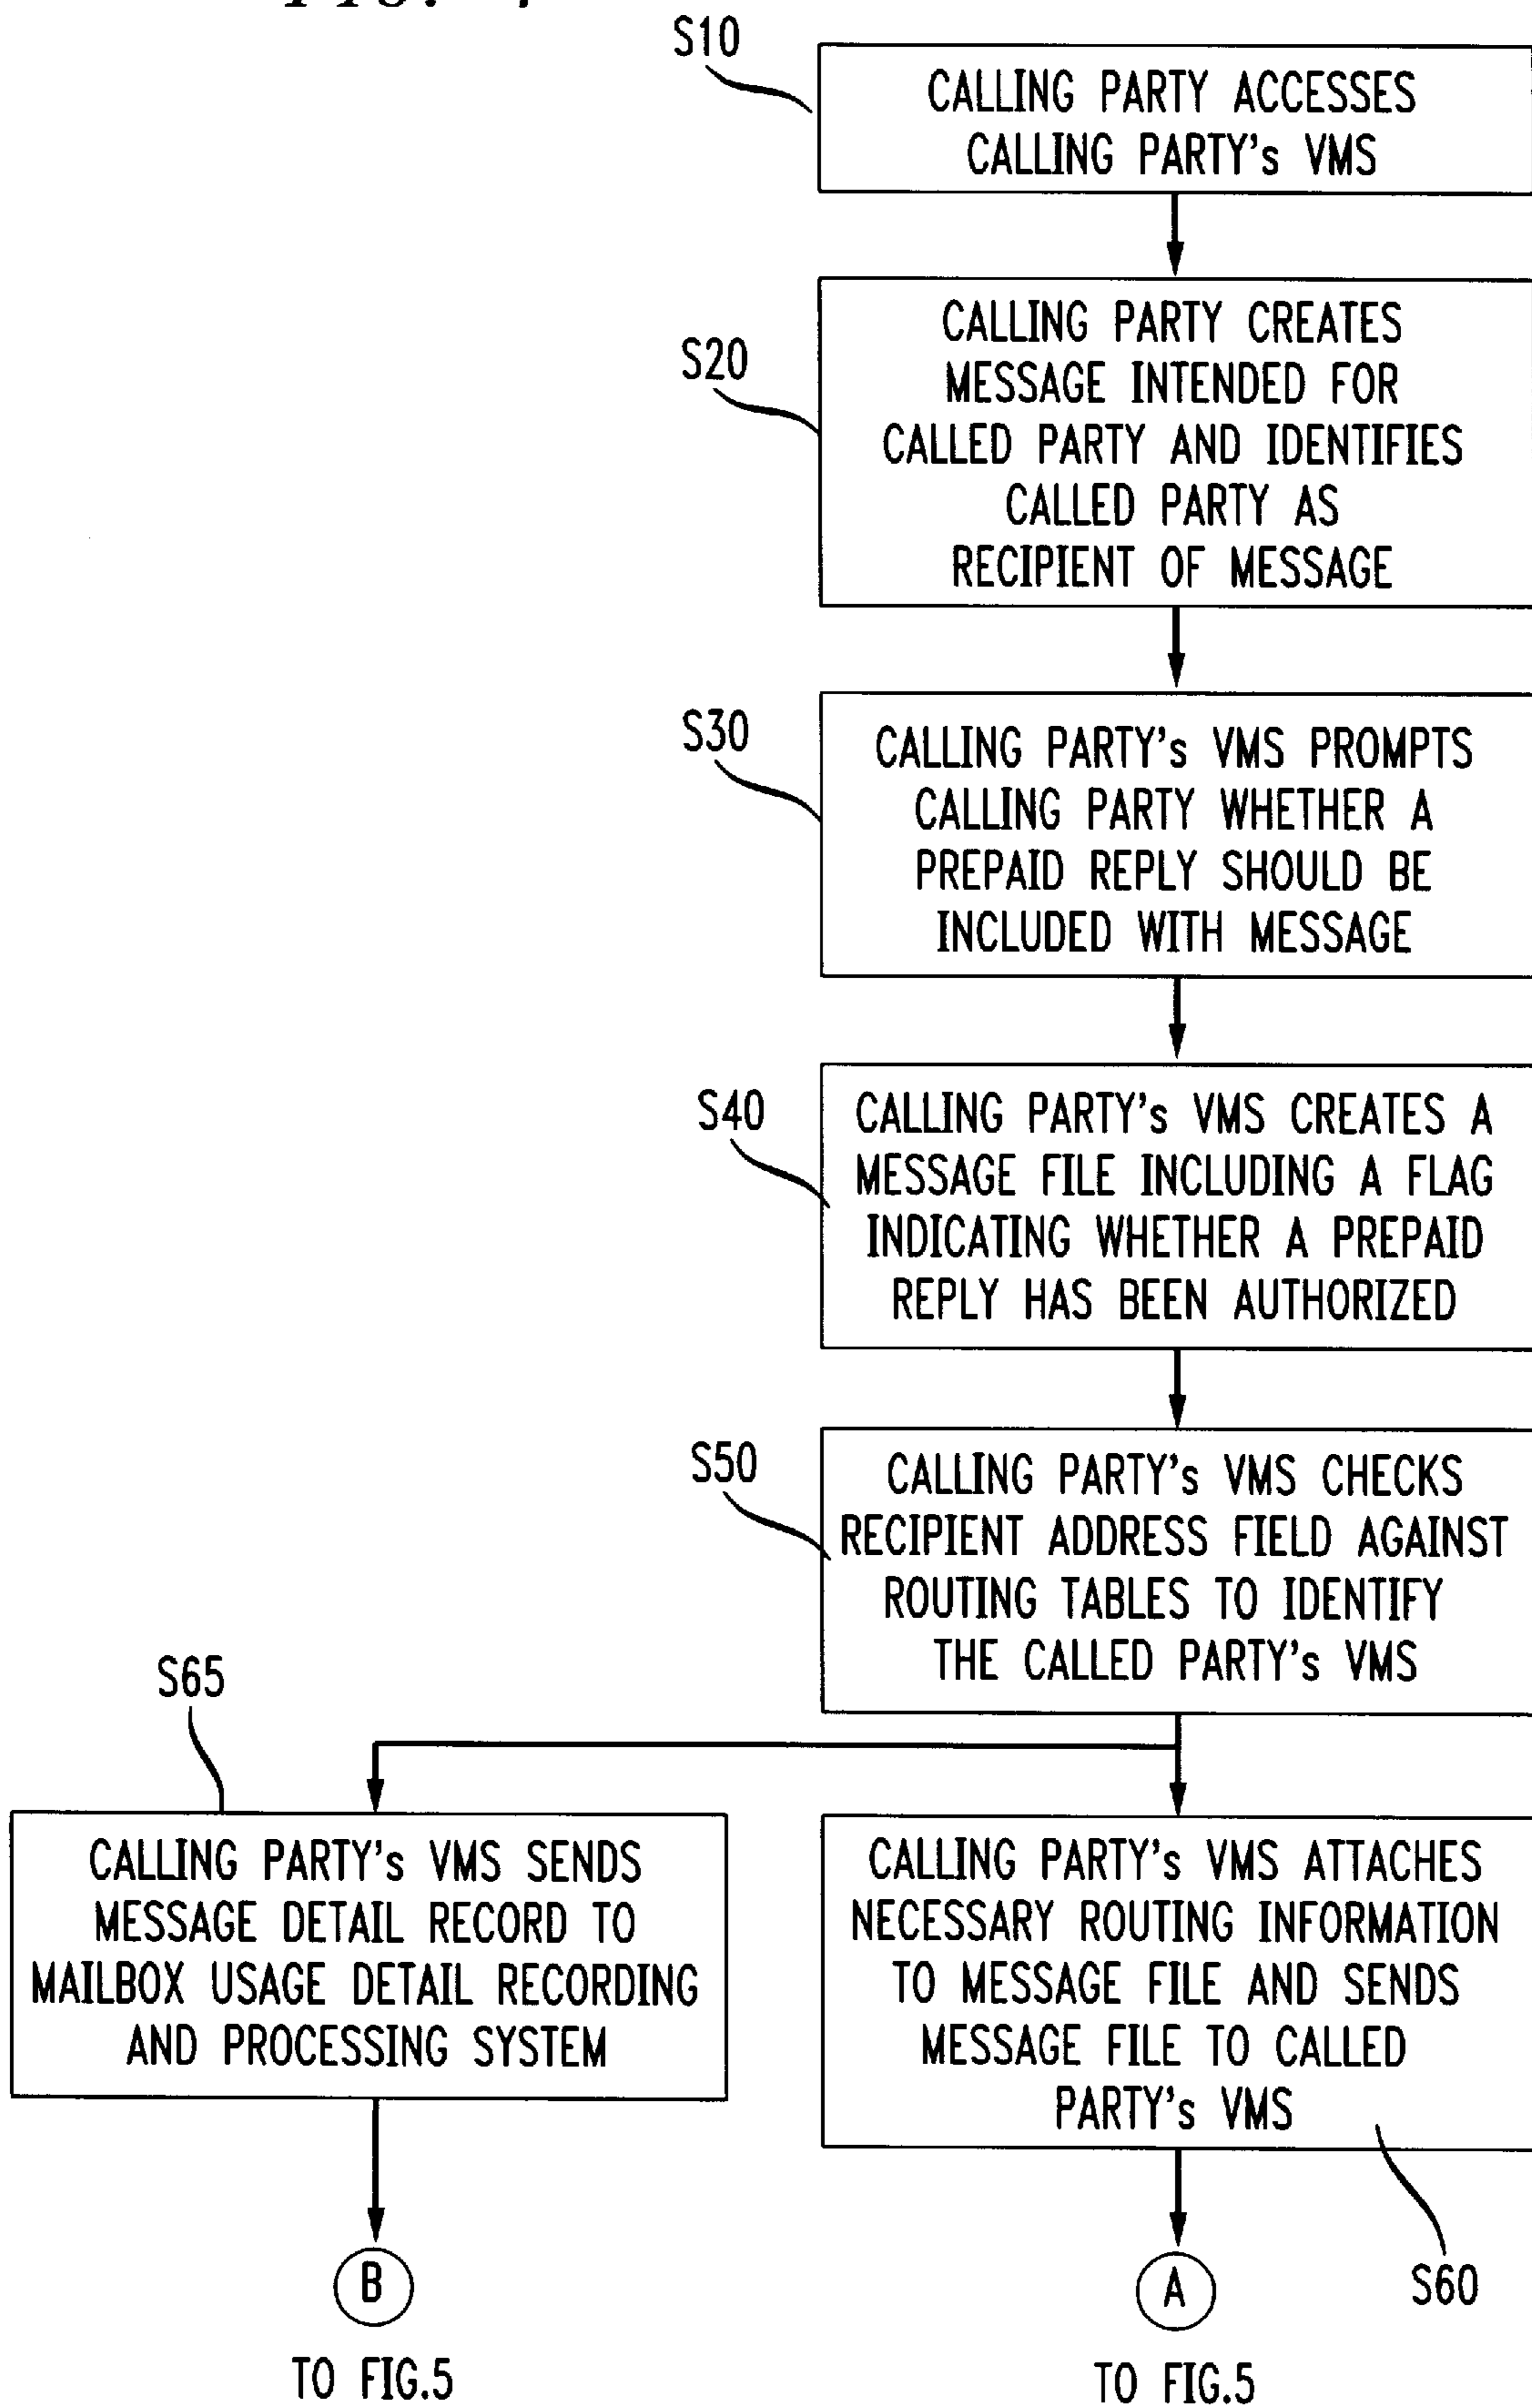 S10
CALLING PARTY ACCESSES
CALLING PARTY's VMS
S20
CALLING PARTY CREATES
MESSAGE INTENDED FOR
CALLED PARTY AND IDENTIFIES
CALLED PARTY AS
RECIPIENT OF MESSAGE
S30
CALLING PARTY's VMS PROMPTS
CALLING PARTY WHETHER A
PREPAID REPLY SHOULD BE
INCLUDED WITH MESSAGE
S40
CALLING PARTY's VMS CREATES A
MESSAGE FILE INCLUDING A FLAG
INDICATING WHETHER A PREPAID
REPLY HAS BEEN AUTHORIZED
S50
CALLING PARTY's VMS CHECKS
RECIPIENT ADDRESS FIELD AGAINST
ROUTING TABLES TO IDENTIFY
THE CALLED PARTY's VMS
S65
CALLING PARTY's VMS SENDS
MESSAGE DETAIL RECORD TO
MAILBOX USAGE DETAIL RECORDING
AND PROCESSING SYSTEM
CALLING PARTY's VMS ATTACHES
NECESSARY ROUTING INFORMATION
TO MESSAGE FILE AND SENDS
MESSAGE FILE TO CALLED
PARTY's VMS
S60
B
TO FIG.5
A
TO FIG.5